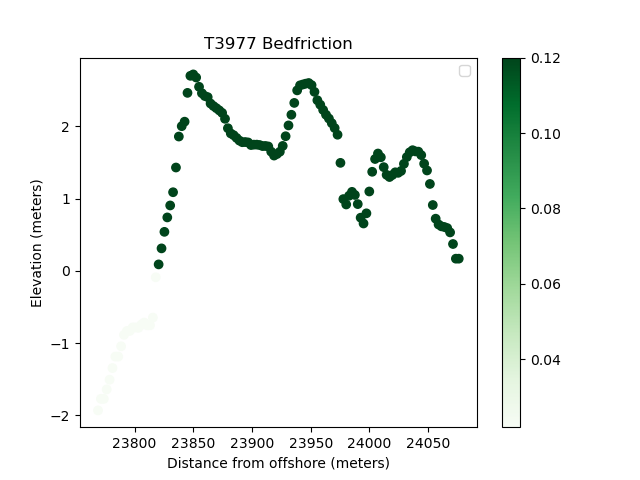 T3977 Bedfriction
Elevation (meters)
2
1
0
−1
−2
23800 23850 23900 23950 24000 24050
Distance from offshore (meters)
0.12
0.10
0.08
0.06
0.04